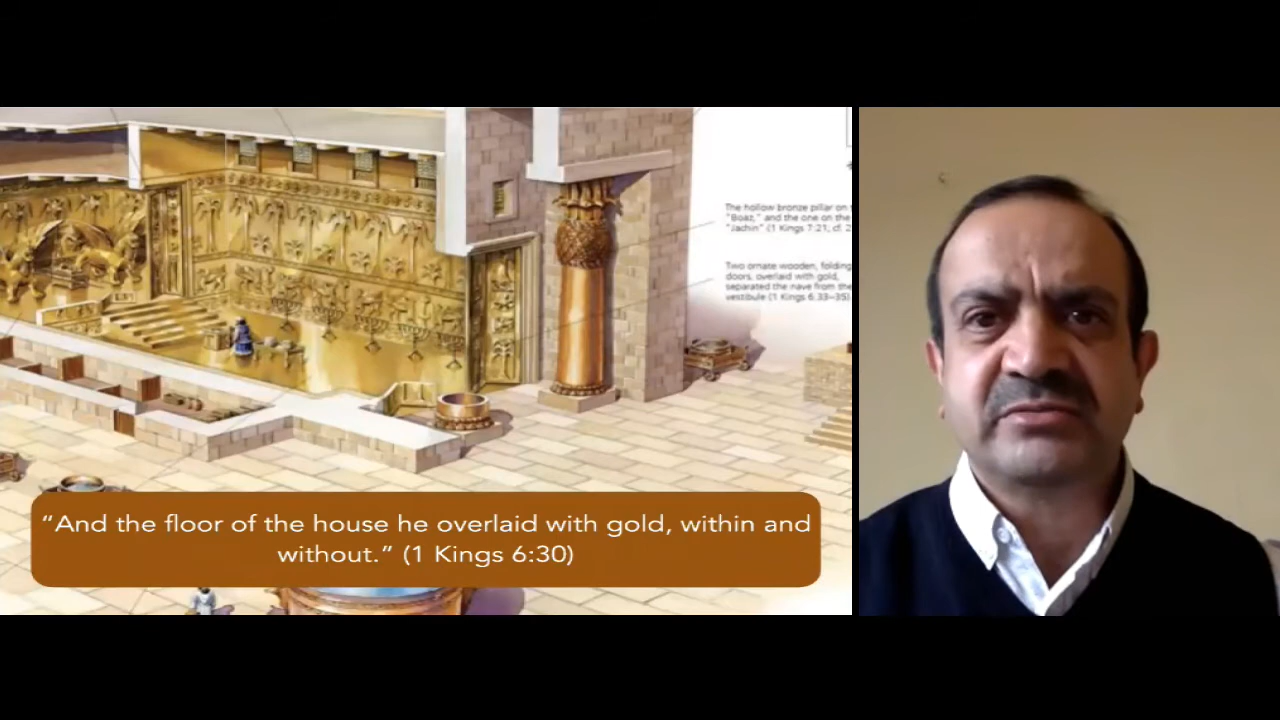 The hollow bronze pillar on
"Boaz," and the one on the
"Jachin" (1 Kings 7:21; cf. 2
Two ornate wooden, folding
doors, overlaid with gold,
separated the nave from the
vestibule (1 Kings 6:33–35)
“And the floor of the house he overlaid with gold, within and
without.” (1 Kings 6:30)